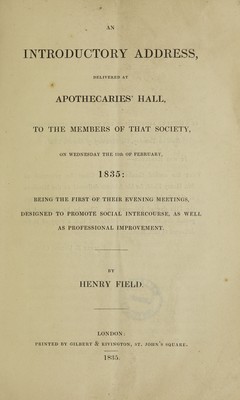 AN
INTRODUCTORY ADDRESS,
DELIVERED AT
APOTHECARIES' HALL,
TO THE MEMBERS OF THAT SOCIETY,
ON WEDNESDAY THE OF FEBRUARY,
1835:
BEING THE FIRST OF THEIR EVENING MEETINGS,
DESIGNED TO PROMOTE SOCIAL INTERCOURSE, AS WELL
AS PROFESSIONAL IMPROVEMENT.
BY
HENRY FIELD.
LONDON:
PRINTED BY GILBERT & RIVINGTON, ST. JOHN'S SQUARE.
1835.